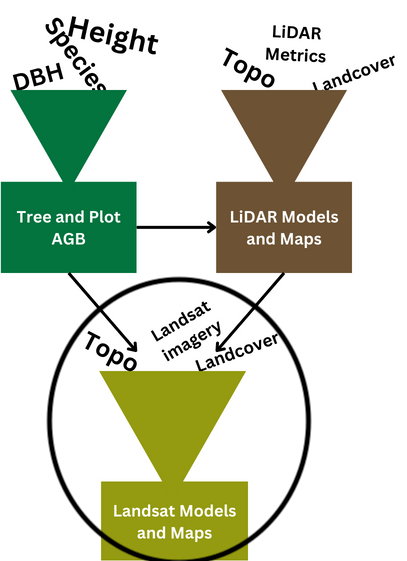 Height
Species
DBH
LiDAR
Metrics
Topo
Landcover
Tree and Plot
AGB
LiDAR Models
and Maps
Landsat
imagery
Topo
Landcover
Landsat Models
and Maps